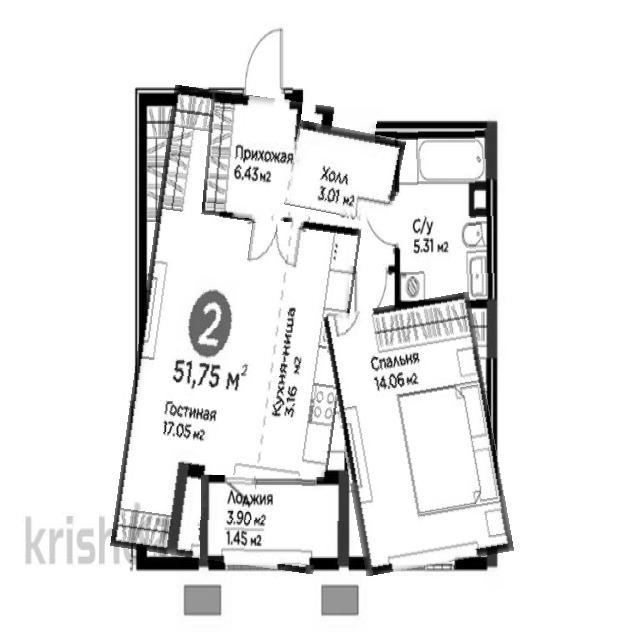 Прихожая
6.43 м2
Холл
3.01 м2
С/у
5.31 м2
2
51,75 м2
Гостиная
17.05 м2
Кухня-ниша
3.16 м2
Спальня
14.06 м2
Лоджия
3.90 м2
1.45 м2
krish